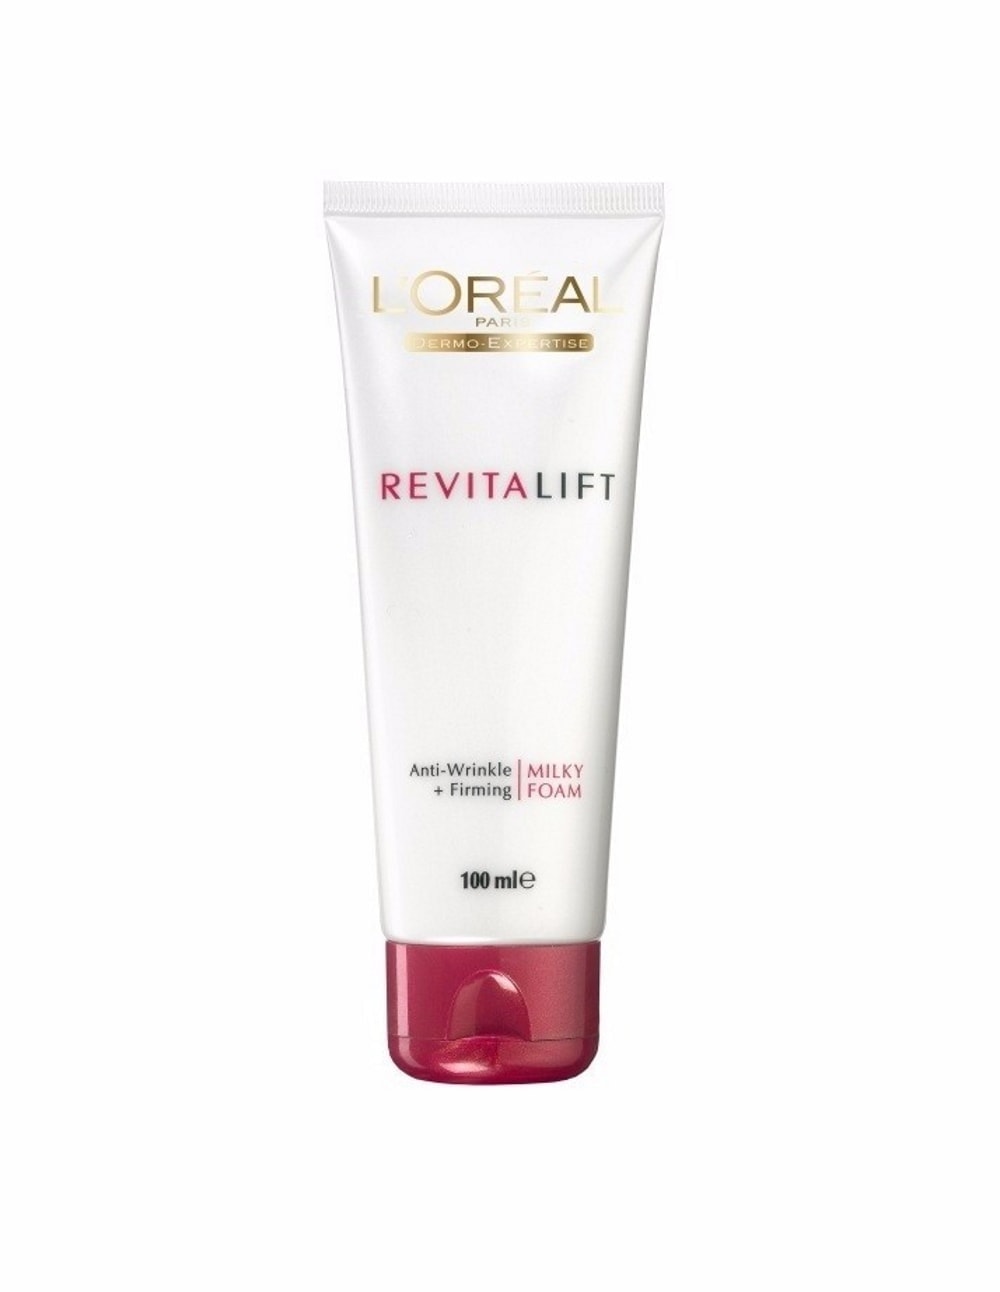 L'ORÉAL
PARIS
DERMO-EXPERTISE
REVITALIFT
Anti-Wrinkle
+ Firming
MILKY
FOAM
100 ml℮